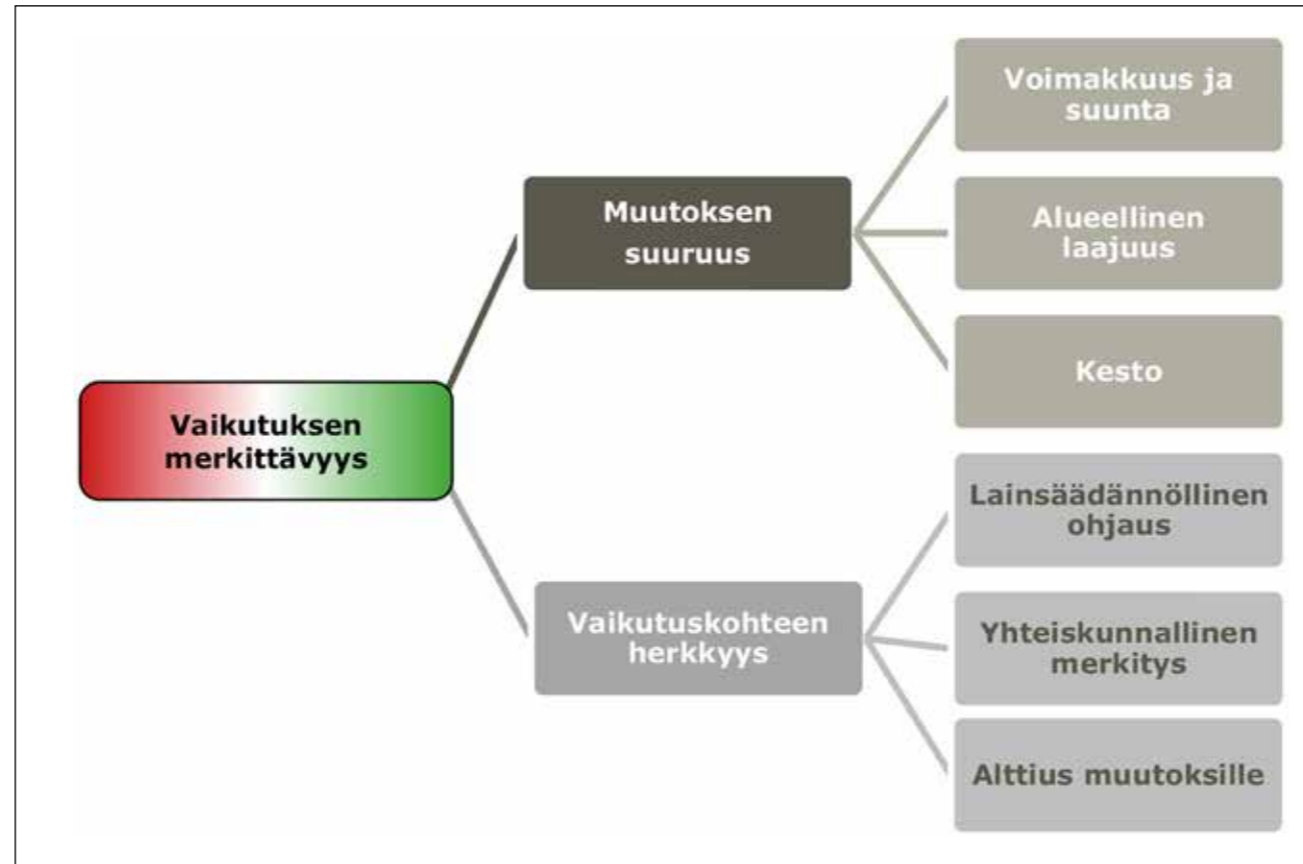 Voimakkuus ja
suunta
Muutoksen
suuruus
Alueellinen
laajuus
Kesto
Vaikutuksen
merkittävyys
Lainsäädännöllinen
ohjaus
Vaikutuskohteen
herkkyys
Yhteiskunnallinen
merkitys
Alttius muutoksille